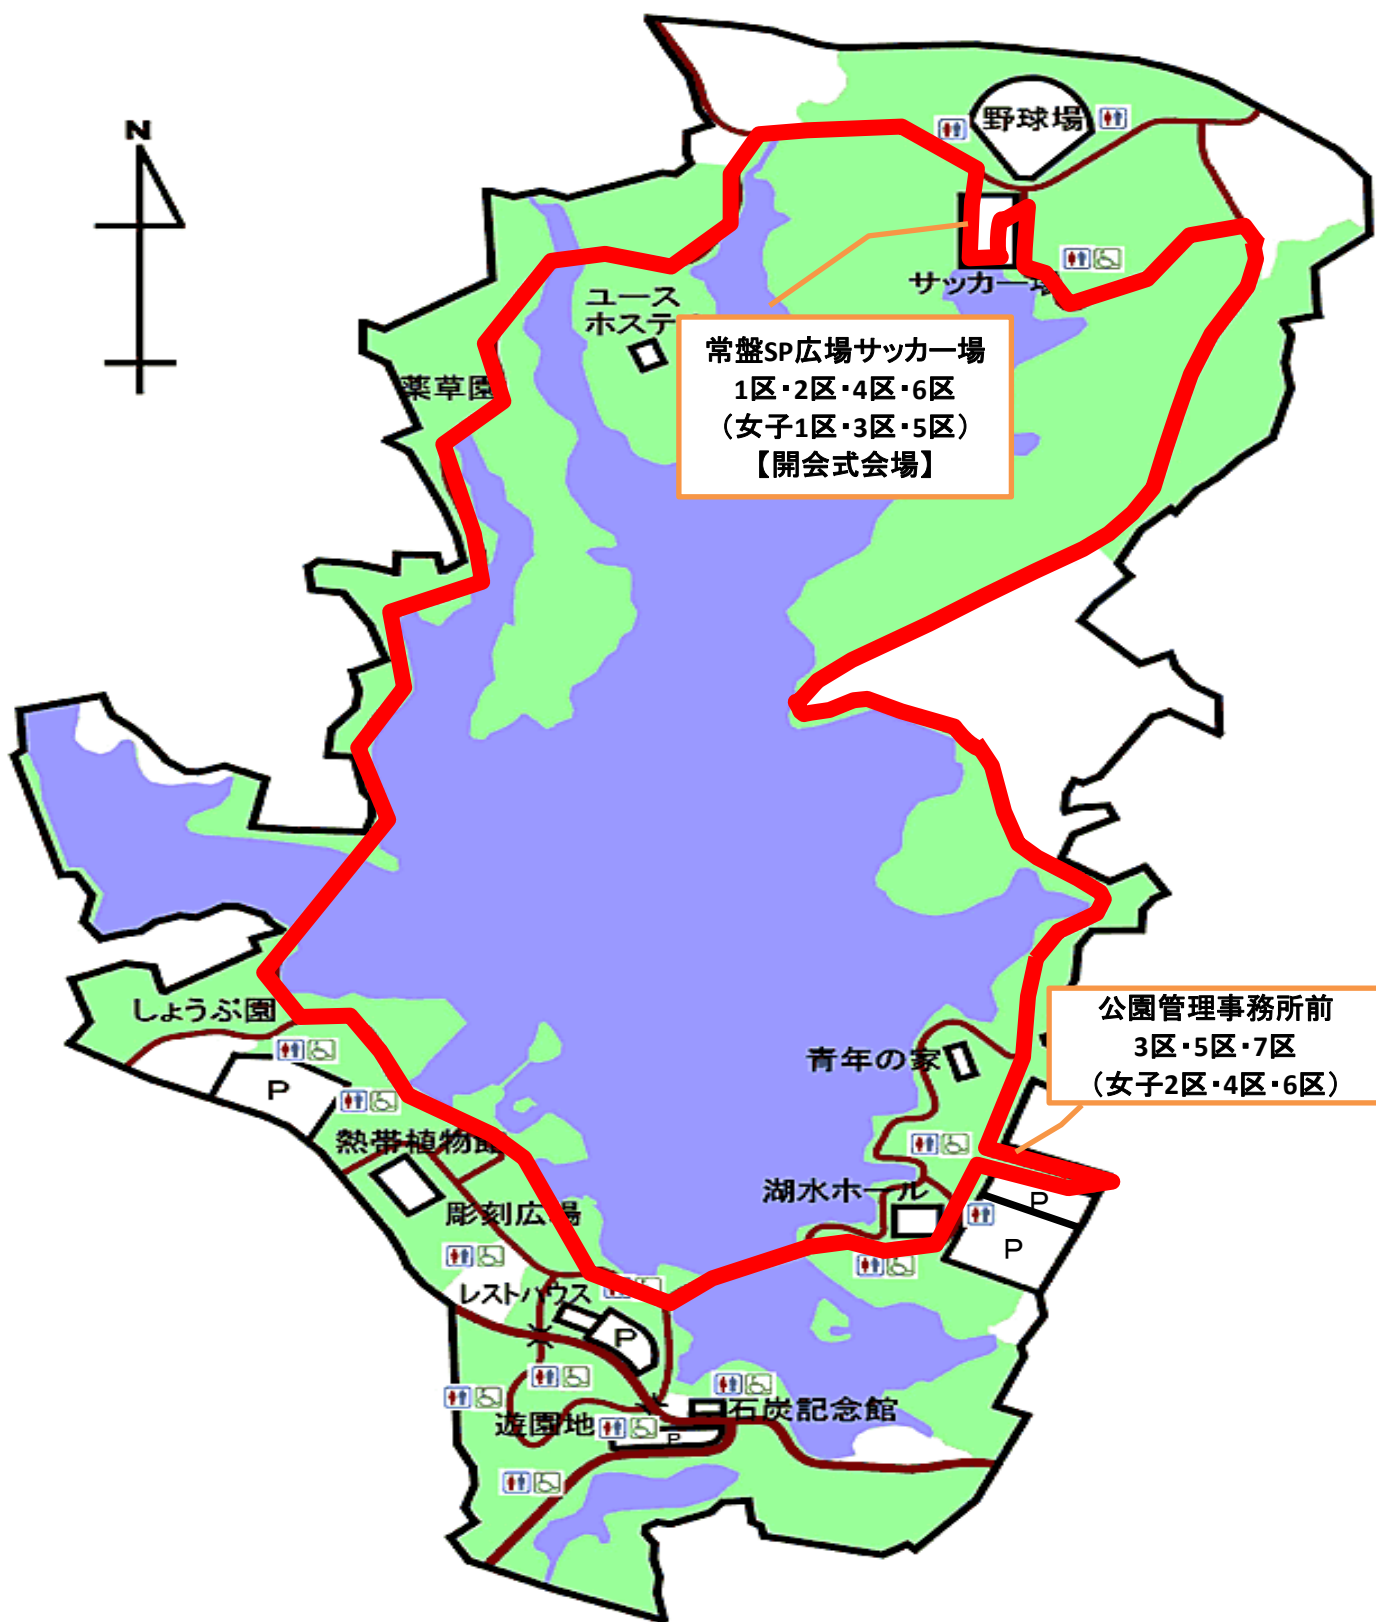 N
野球場
サッカー場
ユース
ホステ
常盤SP広場サッカー場
1区・2区・4区・6区
（女子1区・3区・5区）
【開会式会場】
薬草園
しょうぶ園
公園管理事務所前
3区・5区・7区
（女子2区・4区・6区）
青年の家
P
熱帯植物館
湖水ホール
P
彫刻広場
P
レストハウス
P
石炭記念館
遊園地
P